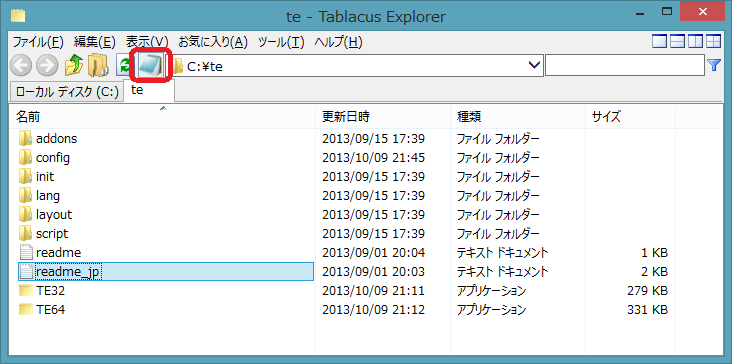 te - Tablacus Explorer
ファイル(F) 編集(E) 表示(V) お気に入り(A) ツール(T) ヘルプ(H)
C:¥te
ローカル ディスク (C:) te
名前 更新日時 種類 サイズ
addons 2013/09/15 17:39 ファイル フォルダー
config 2013/10/09 21:45 ファイル フォルダー
init 2013/09/15 17:39 ファイル フォルダー
lang 2013/09/15 17:39 ファイル フォルダー
layout 2013/09/15 17:39 ファイル フォルダー
script 2013/09/15 17:39 ファイル フォルダー
readme 2013/09/01 20:04 テキスト ドキュメント 1 KB
readme_jp 2013/09/01 20:03 テキスト ドキュメント 2 KB
TE32 2013/10/09 21:11 アプリケーション 279 KB
TE64 2013/10/09 21:12 アプリケーション 331 KB